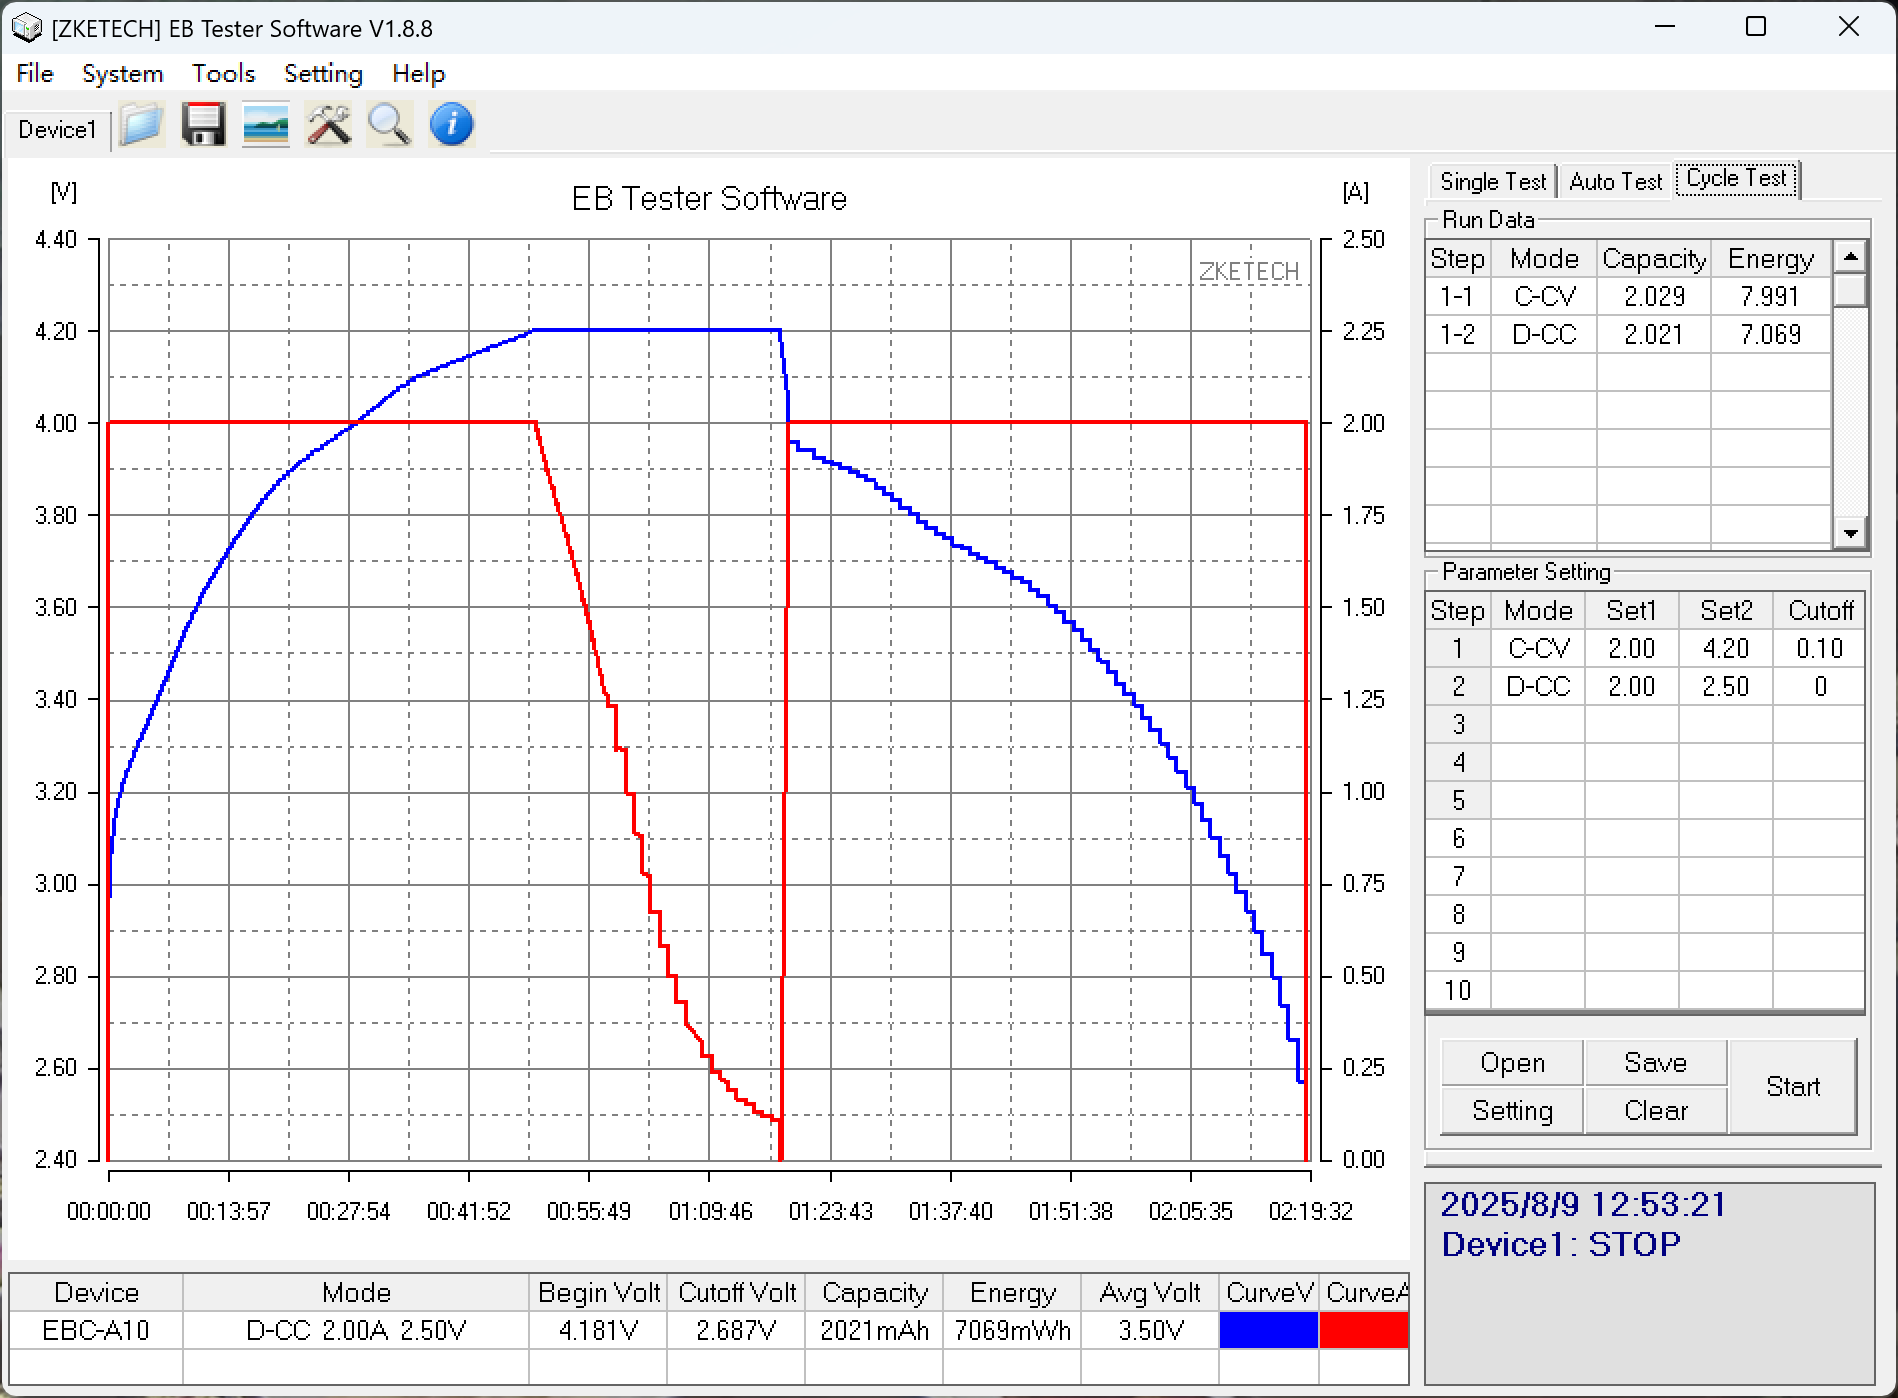 [ZKETECH] EB Tester Software V1.8.8
File System Tools Setting Help
Device1
[V] EB Tester Software [A]
ZKETECH
4.40 2.50
4.20 2.25
4.00 2.00
3.80 1.75
3.60 1.50
3.40 1.25
3.20 1.00
3.00 0.75
2.80 0.50
2.60 0.25
2.40 0.00
00:00:00 00:13:57 00:27:54 00:41:52 00:55:49 01:09:46 01:23:43 01:37:40 01:51:38 02:05:35 02:19:32
Device Mode Begin Volt Cutoff Volt Capacity Energy Avg Volt CurveV CurveA
EBC-A10 D-CC 2.00A 2.50V 4.181V 2.687V 2021mAh 7069mWh 3.50V
Single Test Auto Test Cycle Test
Run Data
Step Mode Capacity Energy
1-1 C-CV 2.029 7.991
1-2 D-CC 2.021 7.069
Parameter Setting
Step Mode Set1 Set2 Cutoff
1 C-CV 2.00 4.20 0.10
2 D-CC 2.00 2.50 0
3
4
5
6
7
8
9
10
Open Save Start
Setting Clear
2025/8/9 12:53:21
Device1: STOP